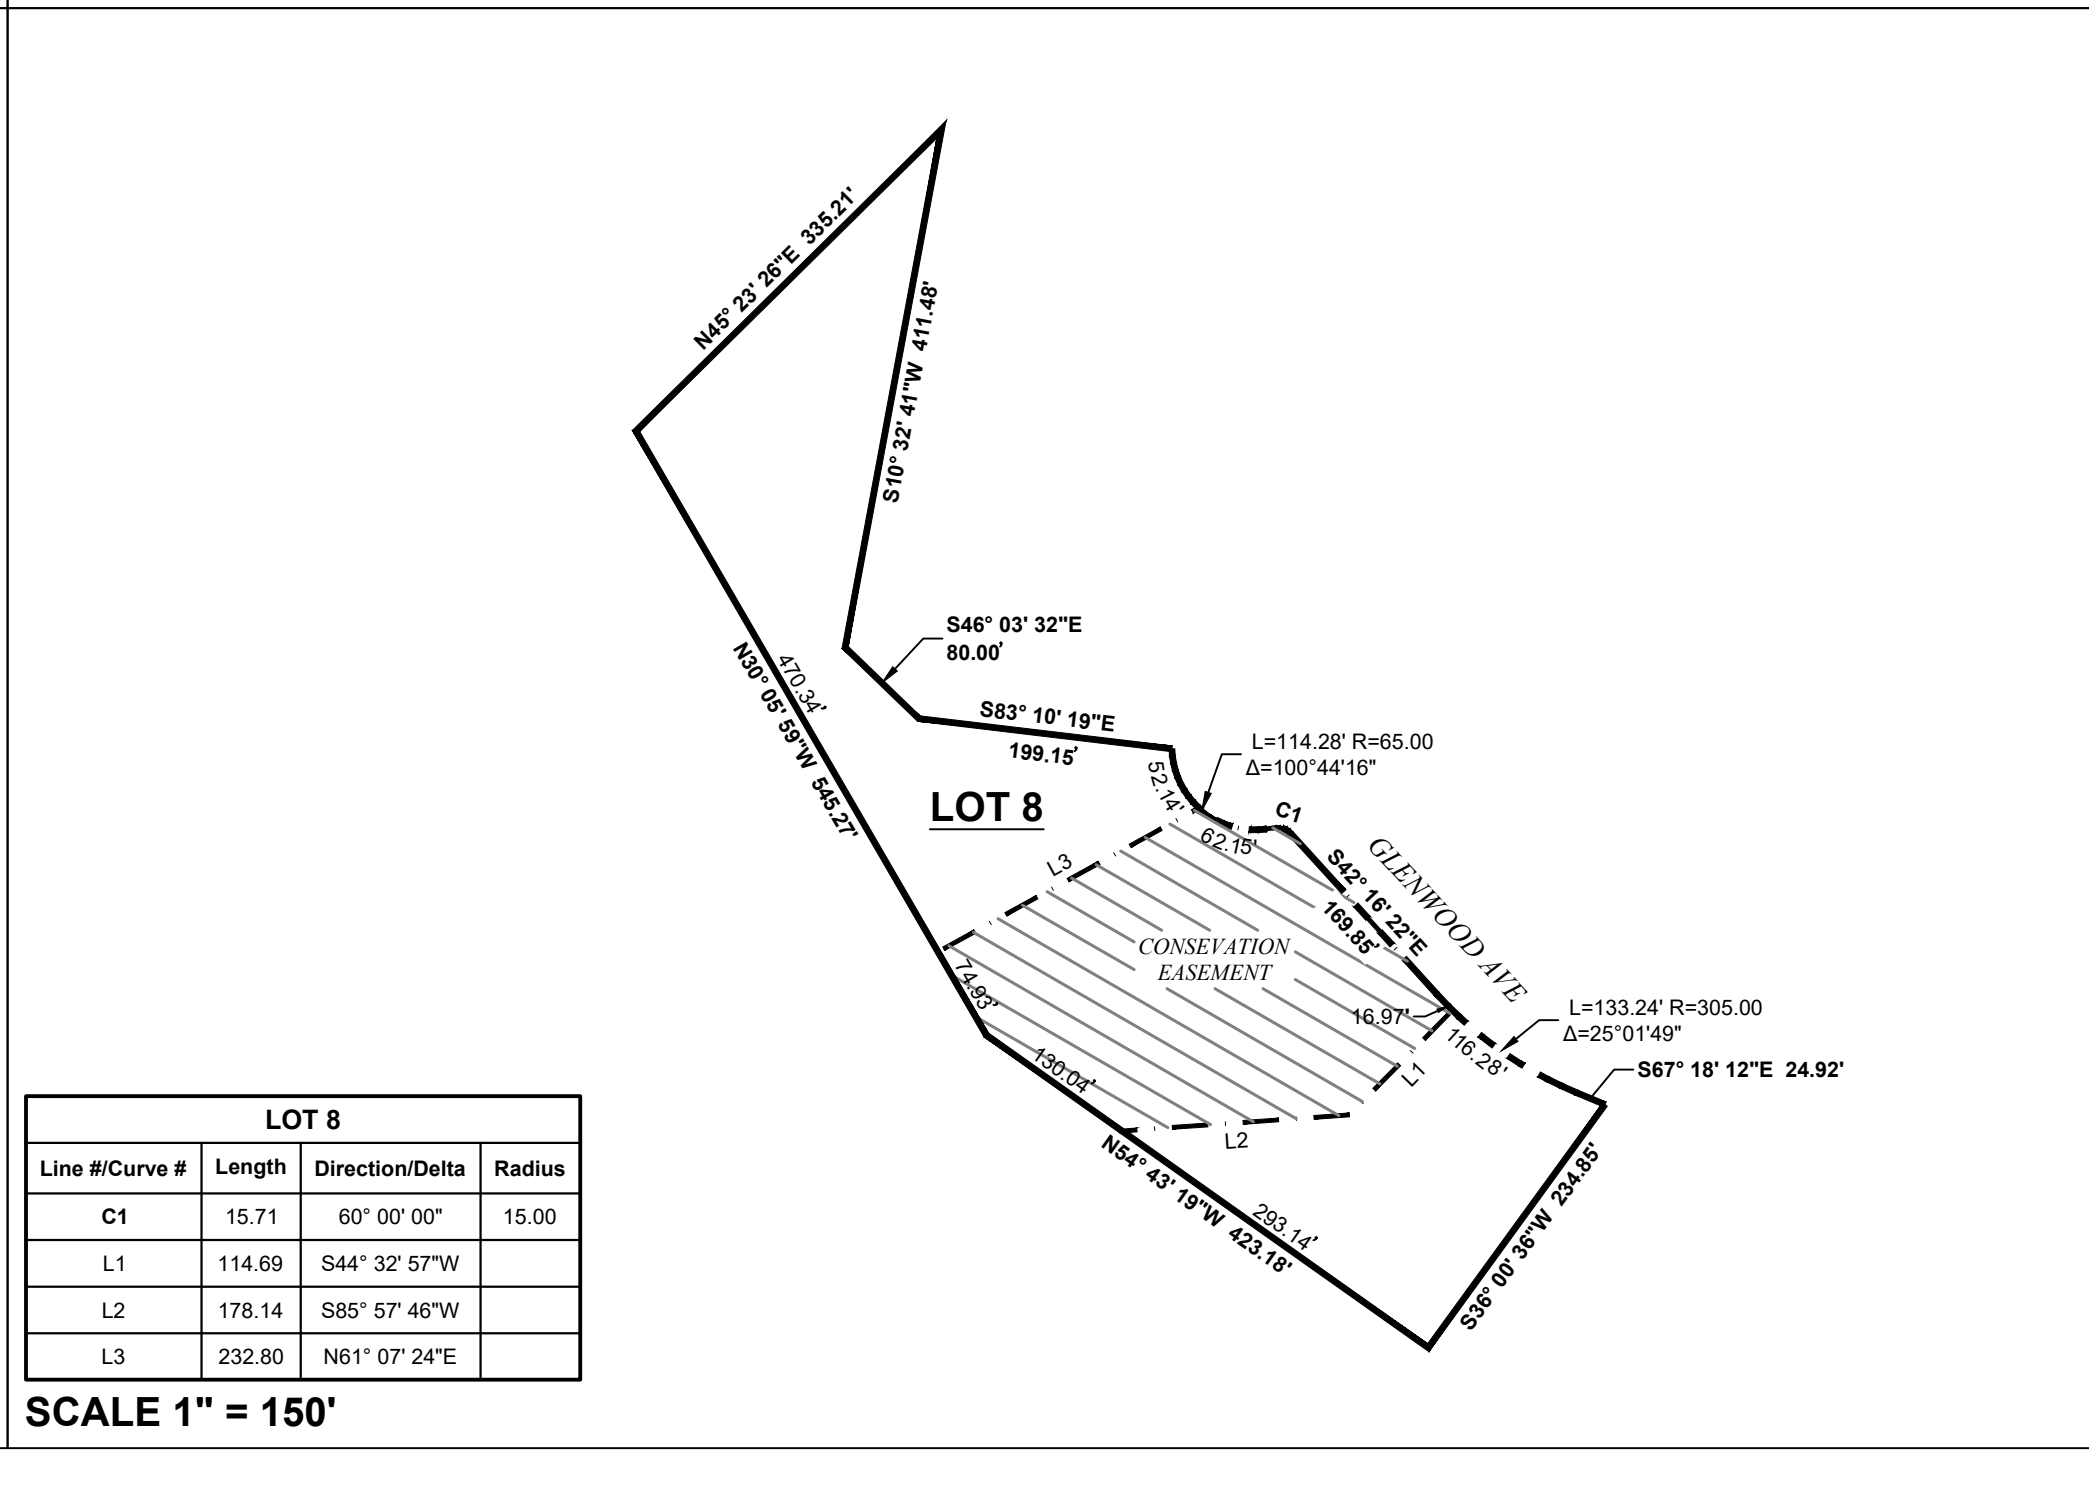 N45° 23' 26"E 335.21'
S10° 32' 41"W 411.48'
S46° 03' 32"E
80.00'
470.34'
N30° 05' 59"W 545.27'
S83° 10' 19"E
199.15'
52.14'
L=114.28' R=65.00
Δ=100°44'16"
LOT 8
C1
62.15'
L3
GLENWOOD AVE
S42° 16' 22"E
169.85'
CONSEVATION
EASEMENT
74.93'
16.97'
L=133.24' R=305.00
Δ=25°01'49"
116.28'
S67° 18' 12"E 24.92'
130.04'
L1
L2
N54° 43' 19"W 423.18'
293.14'
S36° 00' 36"W 234.85'
LOT 8
Line #/Curve # Length Direction/Delta Radius
C1 15.71 60° 00' 00" 15.00
L1 114.69 S44° 32' 57"W
L2 178.14 S85° 57' 46"W
L3 232.80 N61° 07' 24"E
SCALE 1" = 150'